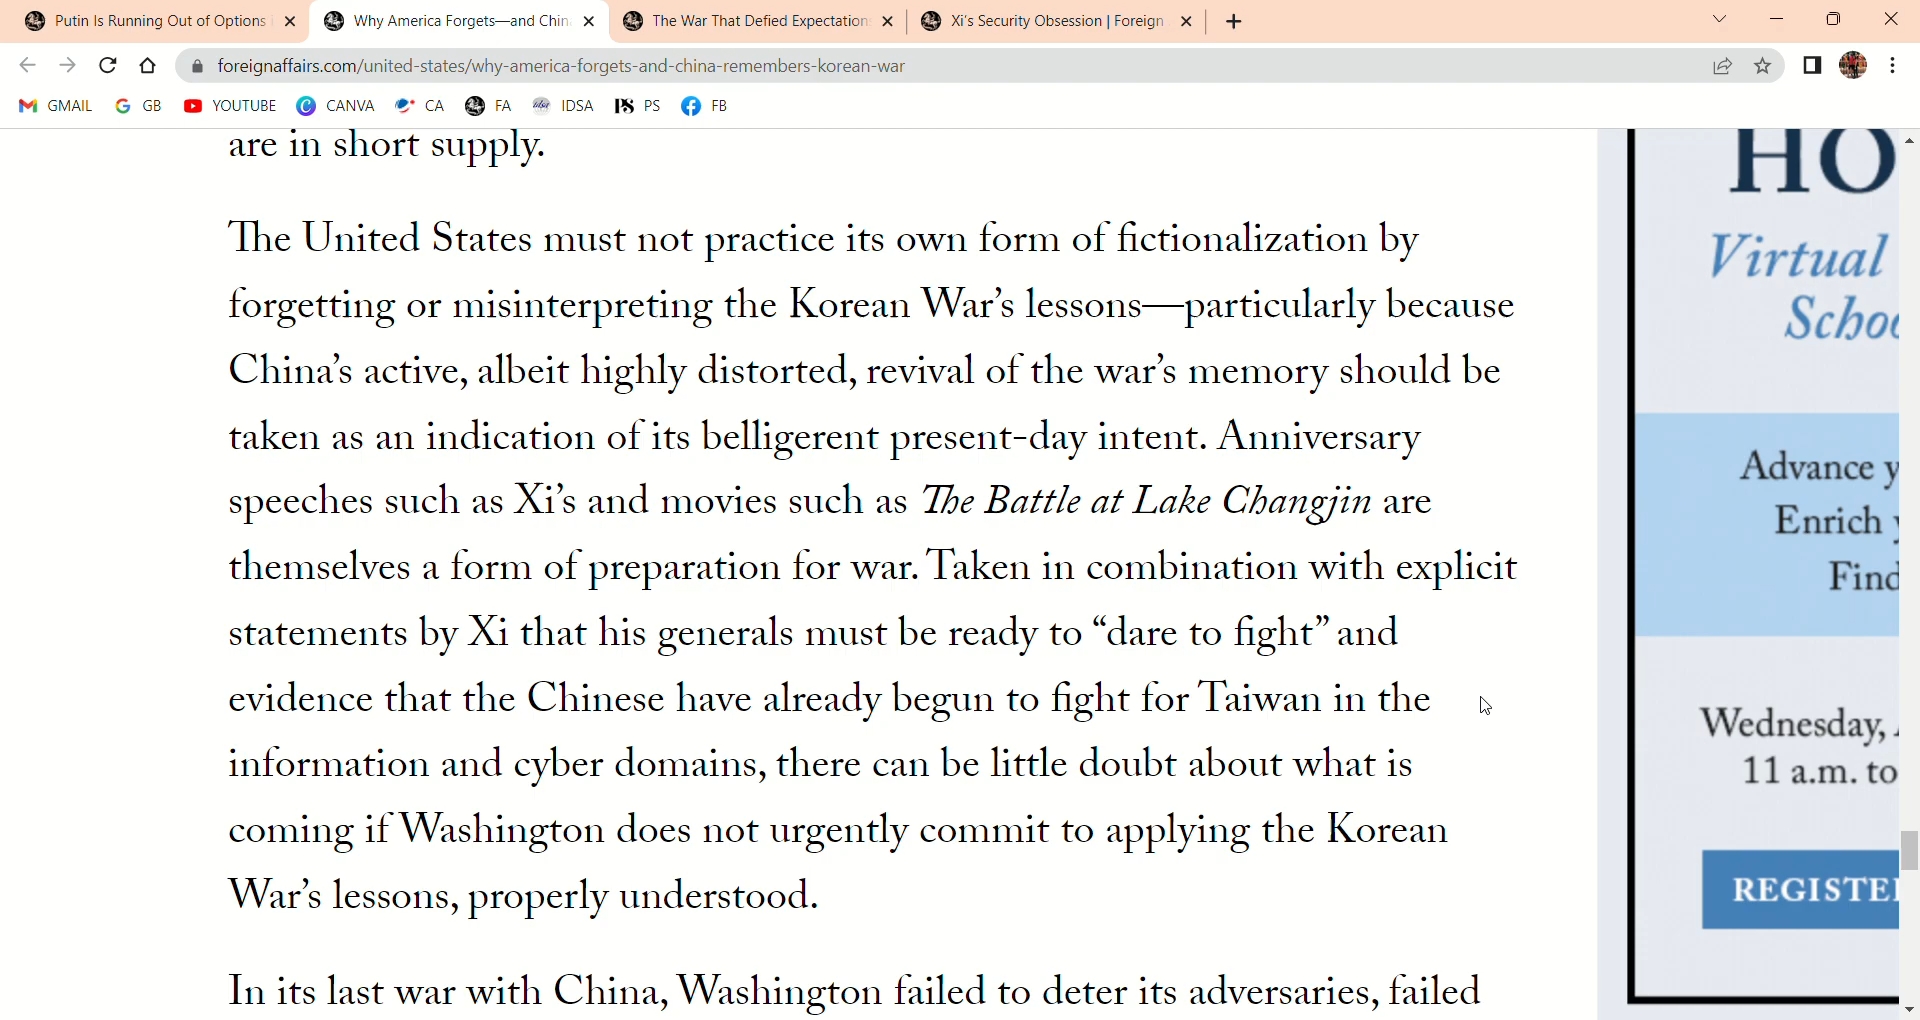 Putin Is Running Out of Options
Why America Forgets—and Chin
The War That Defied Expectation
Xi's Security Obsession | Foreign
foreignaffairs.com/united-states/why-america-forgets-and-china-remembers-korean-war
GMAIL
GB
YOUTUBE
CANVA
CA
FA
IDSA
PS
FB
are in short supply.
The United States must not practice its own form of fictionalization by
forgetting or misinterpreting the Korean War's lessons—particularly because
China's active, albeit highly distorted, revival of the war's memory should be
taken as an indication of its belligerent present-day intent. Anniversary
speeches such as Xi's and movies such as The Battle at Lake Changjin are
themselves a form of preparation for war. Taken in combination with explicit
statements by Xi that his generals must be ready to “dare to fight” and
evidence that the Chinese have already begun to fight for Taiwan in the
information and cyber domains, there can be little doubt about what is
coming if Washington does not urgently commit to applying the Korean
War's lessons, properly understood.
In its last war with China, Washington failed to deter its adversaries, failed
HO
Virtual
Schoo
Advance y
Enrich y
Find
Wednesday,
11 a.m. to
REGISTE